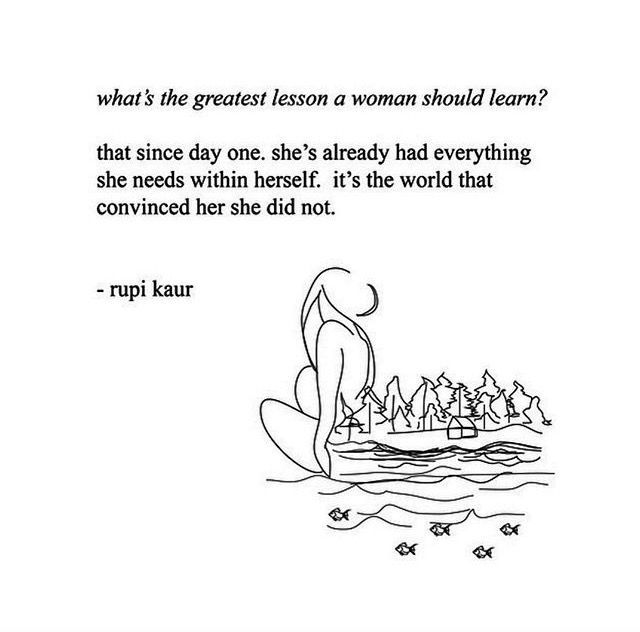 what's the greatest lesson a woman should learn?
that since day one. she's already had everything
she needs within herself. it's the world that
convinced her she did not.
- rupi kaur